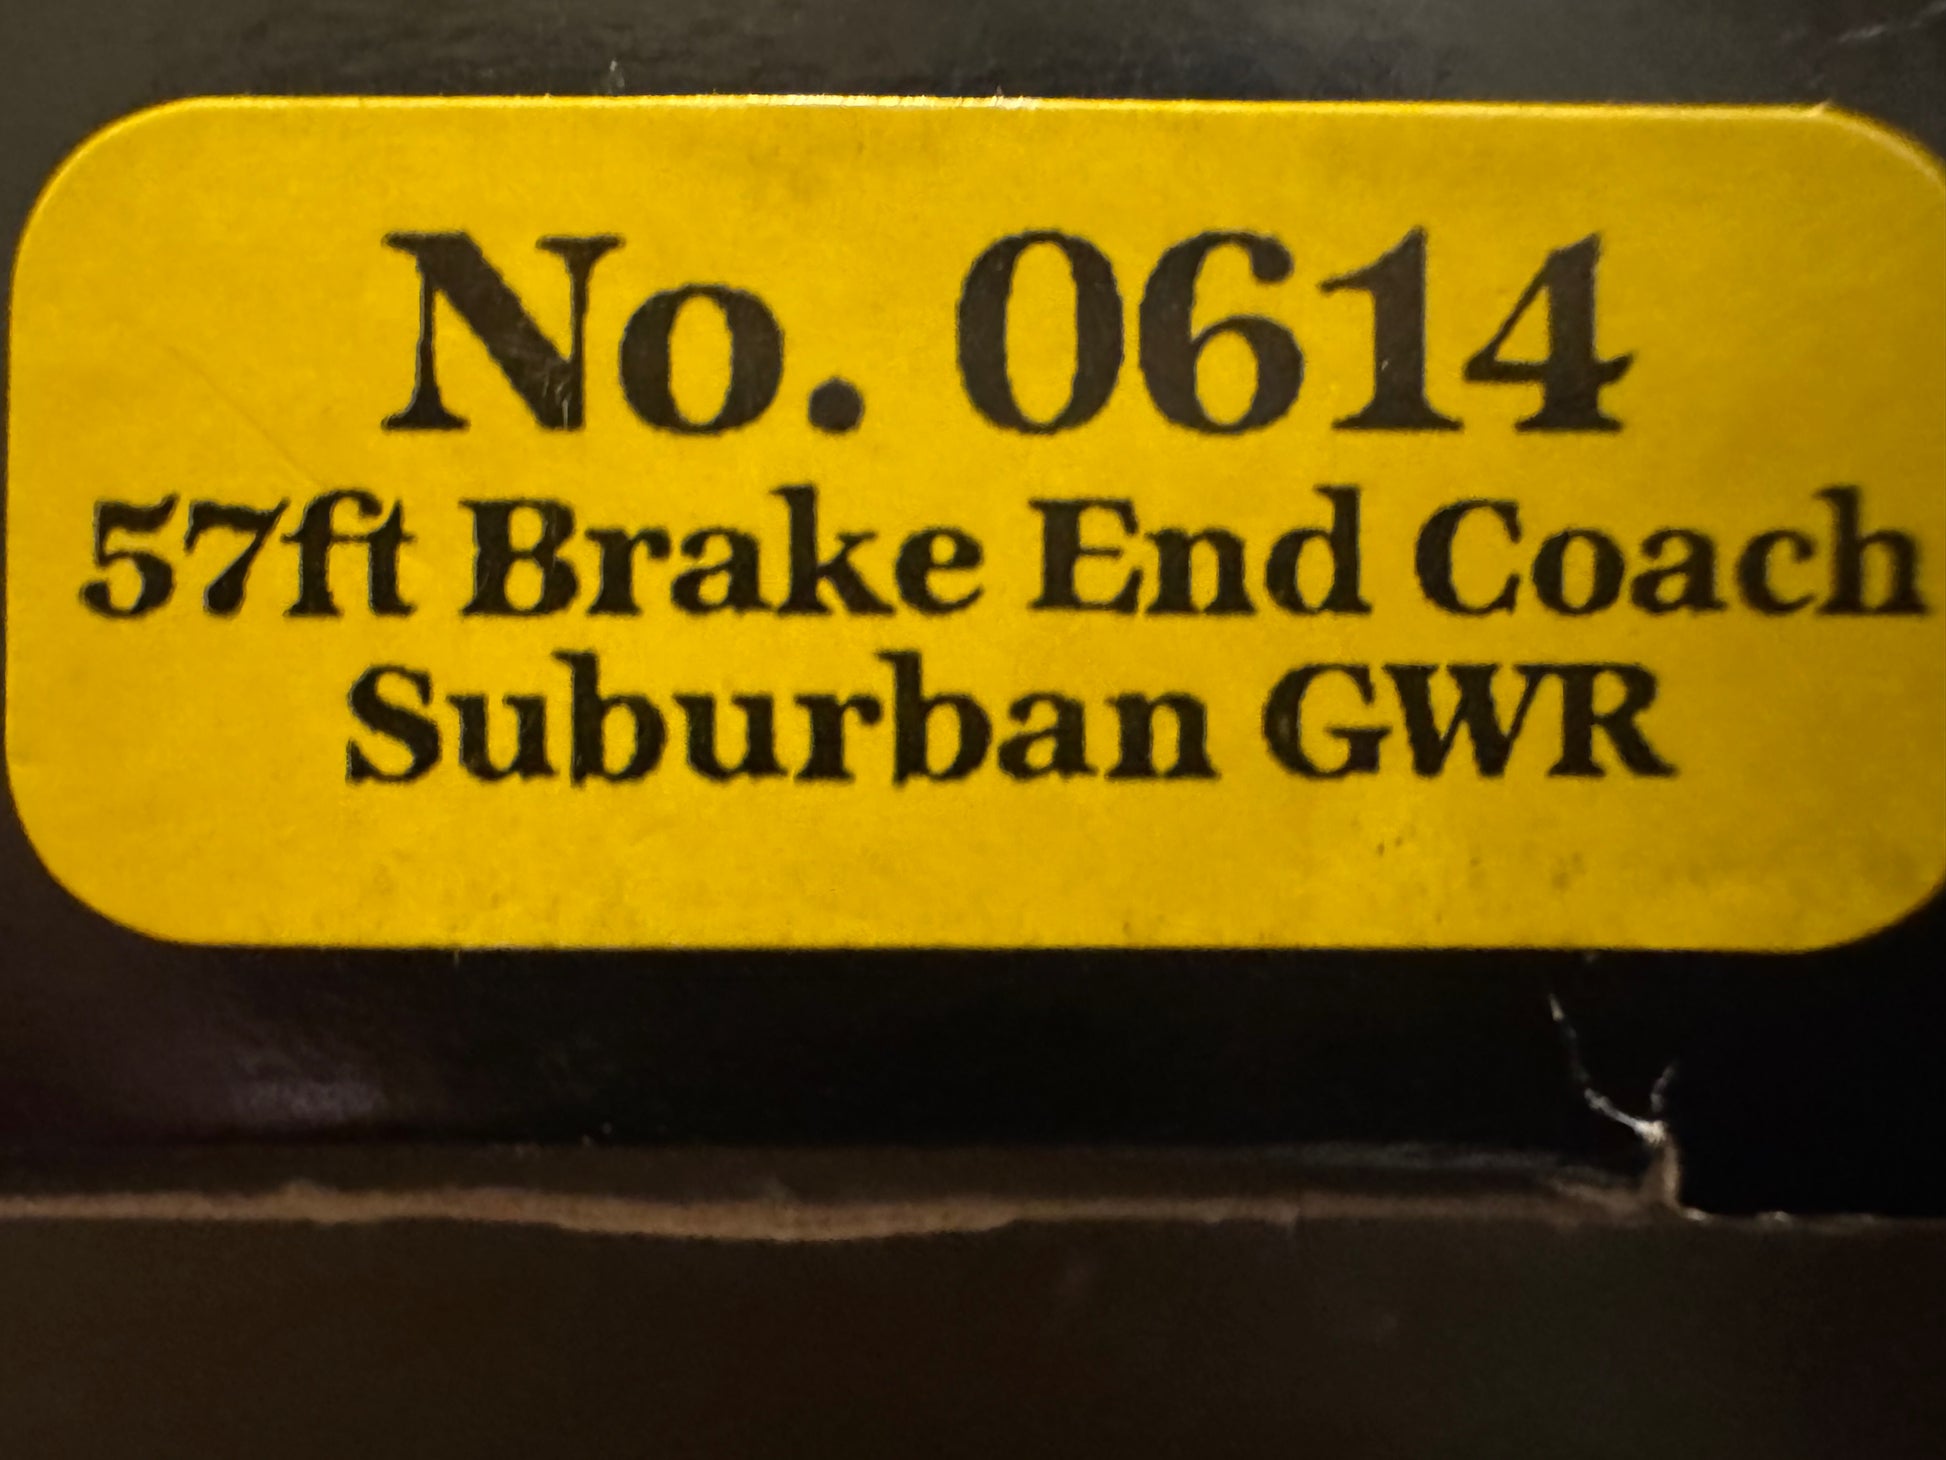 No. 0614
57ft Brake End Coach
Suburban GWR